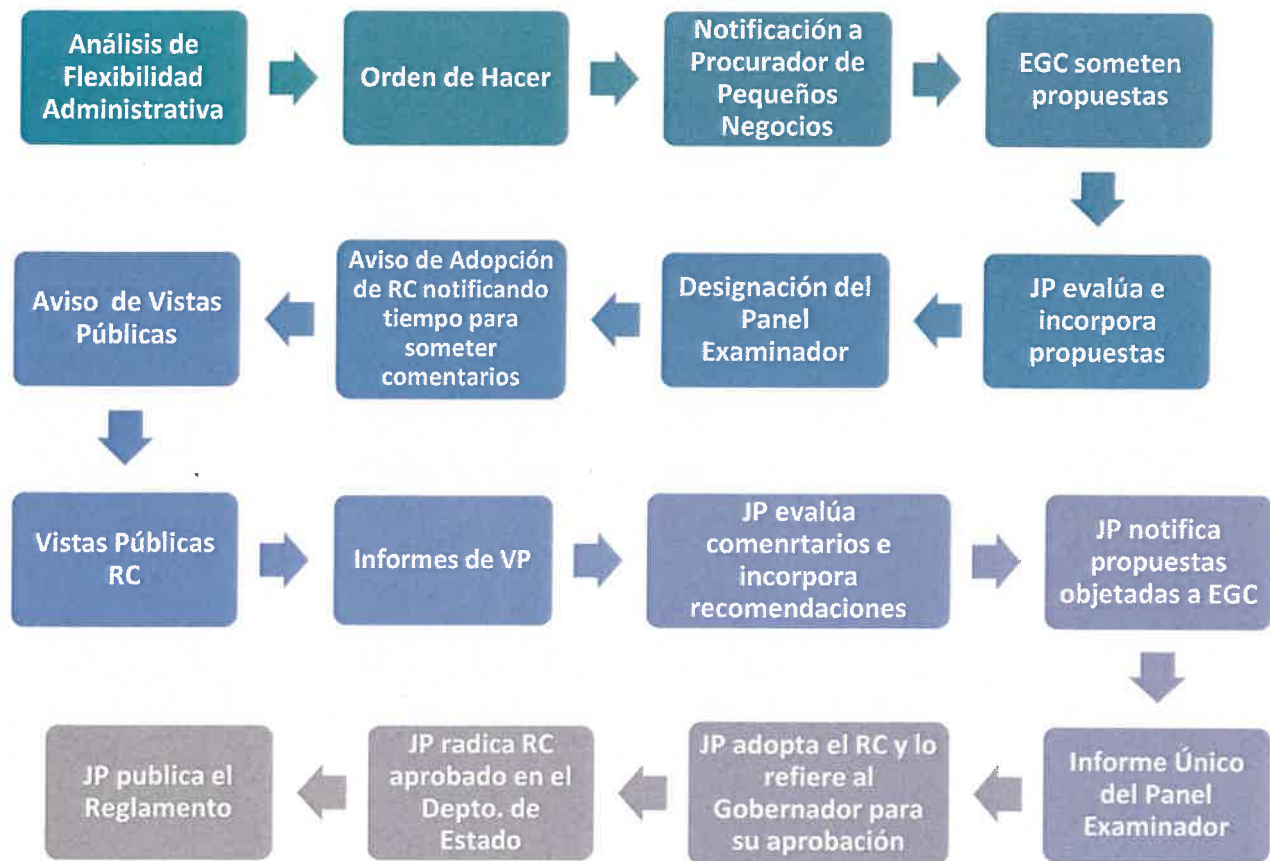 Análisis de
Flexibilidad
Administrativa
Orden de Hacer
Notificación a
Procurador de
Pequeños
Negocios
EGC someten
propuestas
JP evalúa e
incorpora
propuestas
Designación del
Panel
Examinador
Aviso de Adopción
de RC notificando
tiempo para
someter
comentarios
Aviso de Vistas
Públicas
Vistas Públicas
RC
Informes de VP
JP evalúa
comenrtarios e
incorpora
recomendaciones
JP notifica
propuestas
objetadas a EGC
Informe Único
del Panel
Examinador
JP adopta el RC y lo
refiere al
Gobernador para
su aprobación
JP radica RC
aprobado en el
Depto. de
Estado
JP publica el
Reglamento